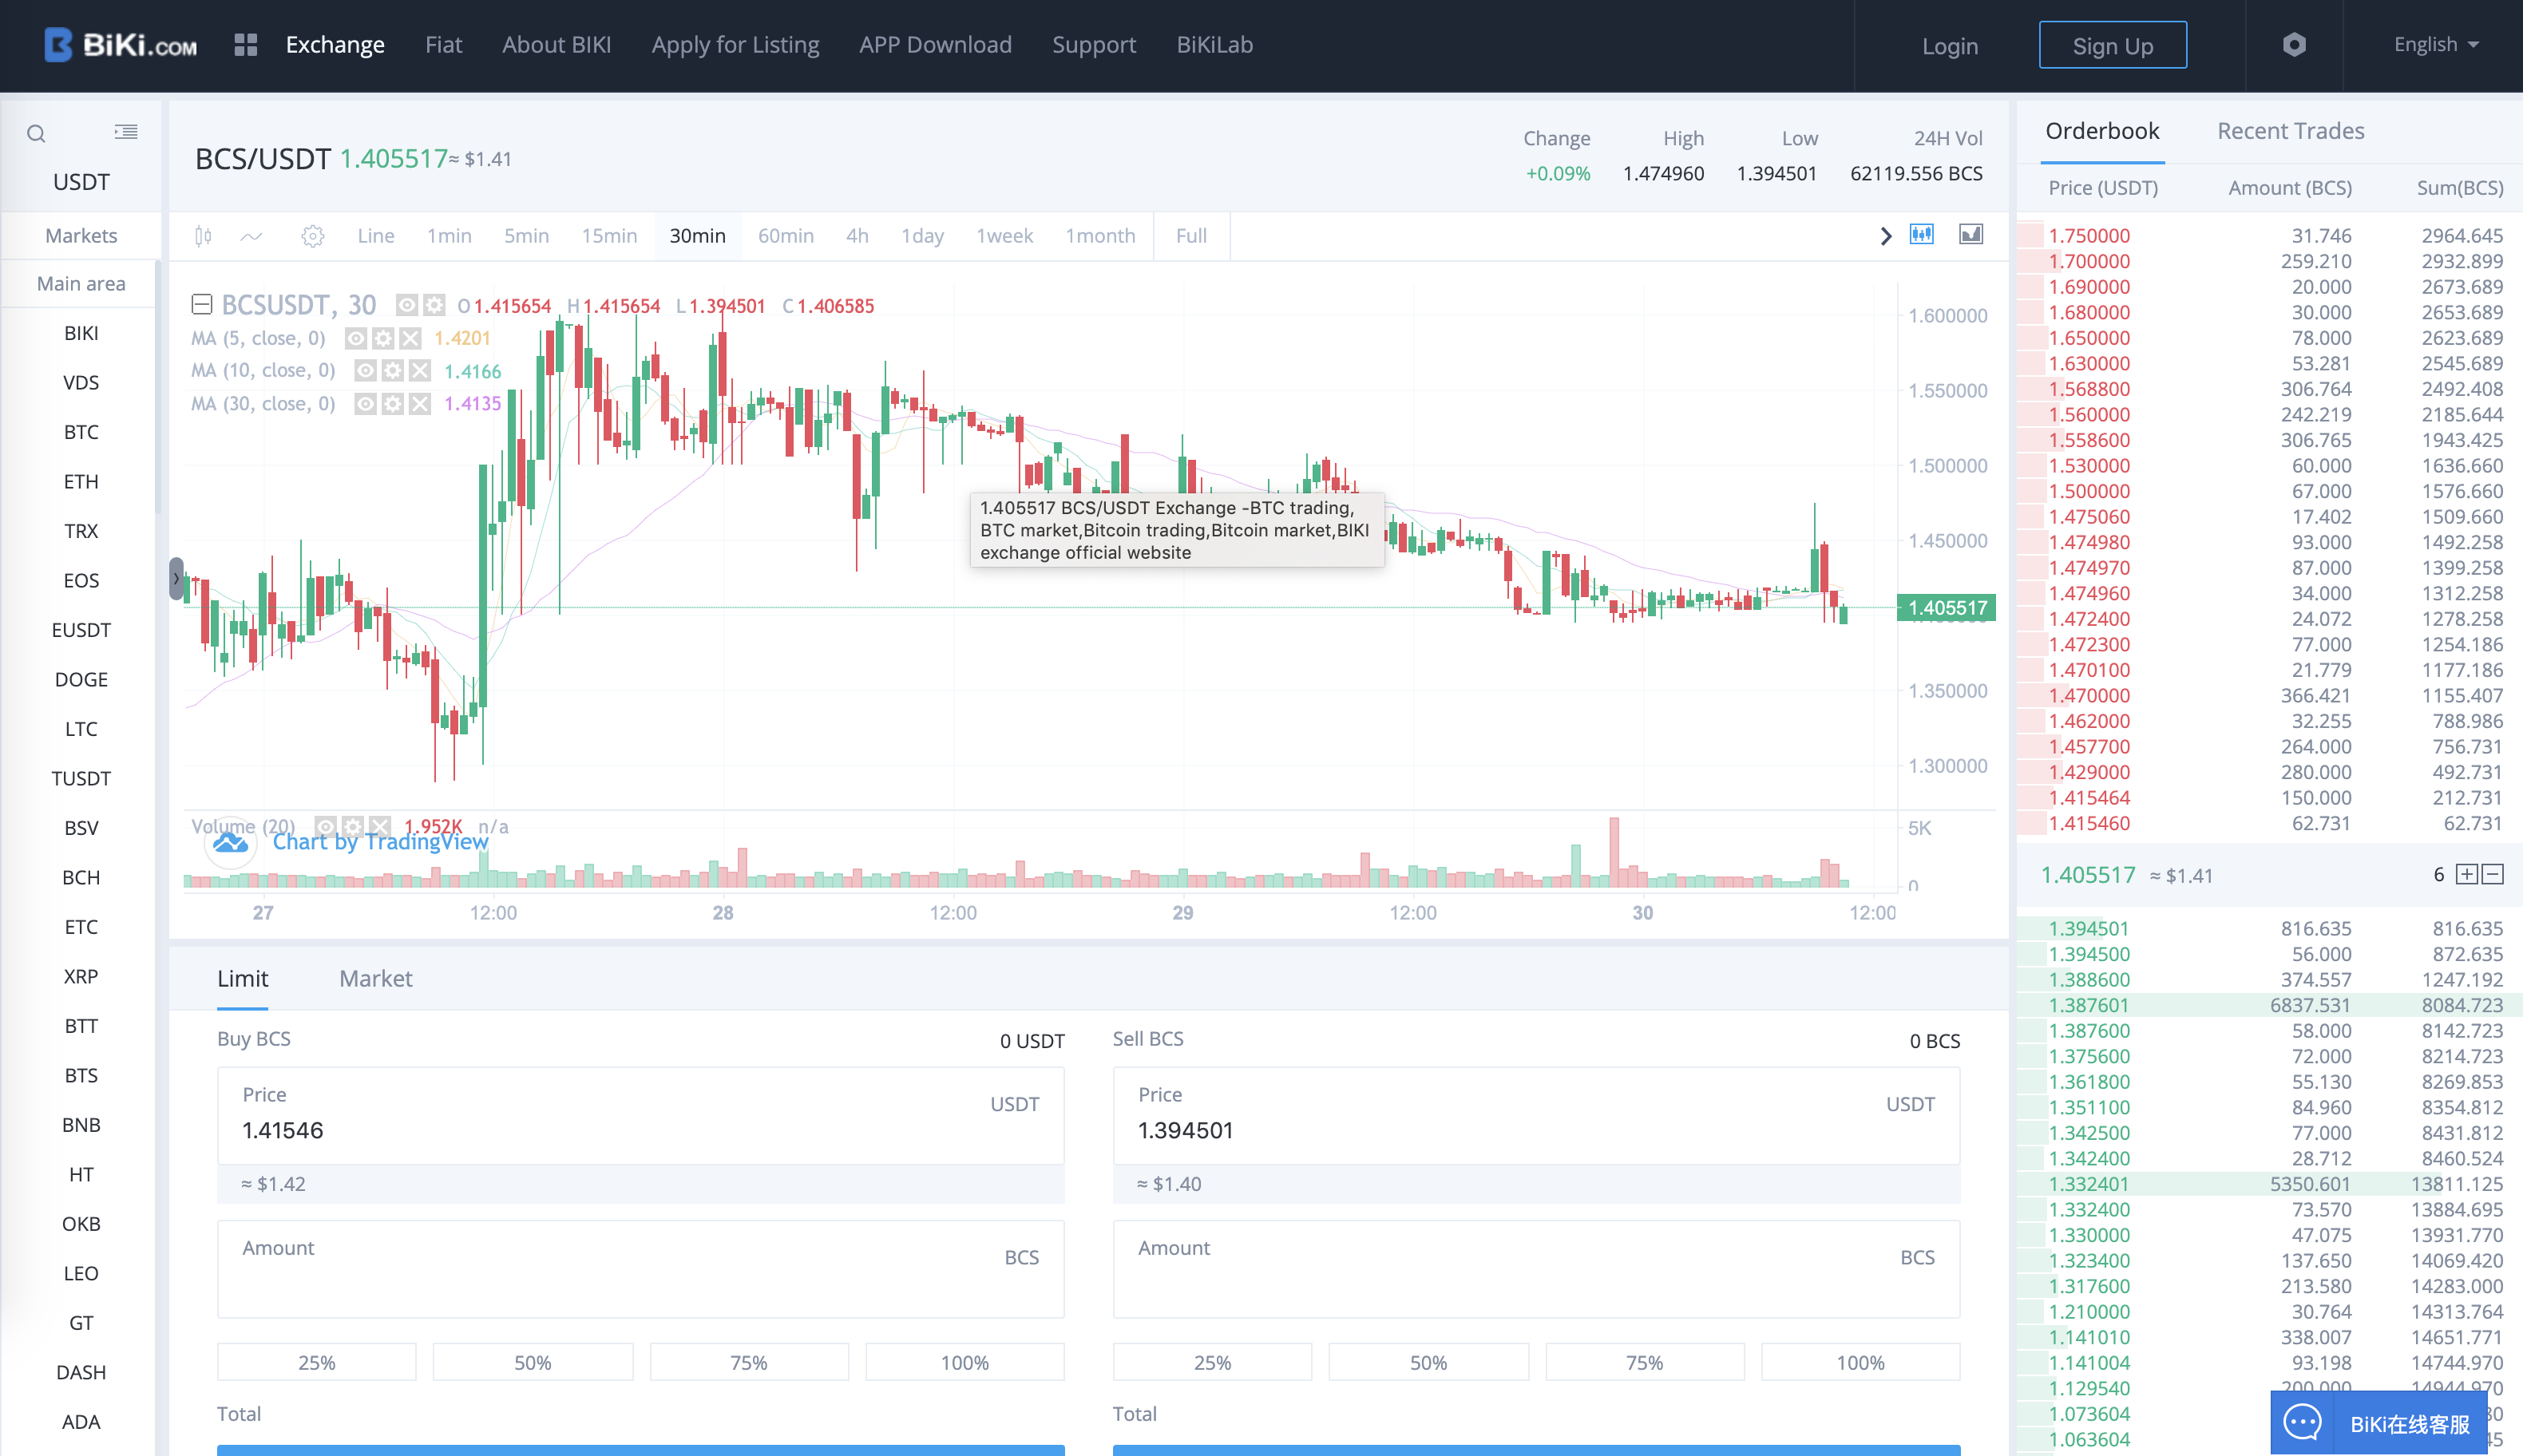 BiKi.COM Exchange Fiat About BIKI Apply for Listing APP Download Support BiKiLab Login Sign Up English
USDT
Markets
Main area
BIKI
VDS
BTC
ETH
TRX
EOS
EUSDT
DOGE
LTC
TUSDT
BSV
BCH
ETC
XRP
BTT
BTS
BNB
HT
OKB
LEO
GT
DASH
ADA
BCS/USDT 1.405517≈ $1.41
Change High Low 24H Vol
+0.09% 1.474960 1.394501 62119.556 BCS
Line 1min 5min 15min 30min 60min 4h 1day 1week 1month Full
BCSUSDT, 30 O 1.415654 H 1.415654 L 1.394501 C 1.406585
MA (5, close, 0) 1.4201
MA (10, close, 0) 1.4166
MA (30, close, 0) 1.4135
1.600000
1.550000
1.500000
1.450000
1.405517
1.350000
1.300000
1.405517 BCS/USDT Exchange -BTC trading,
BTC market,Bitcoin trading,Bitcoin market,BIKI
exchange official website
Volume (20) 1.952K n/a
Chart by TradingView
5K
0
27 12:00 28 12:00 29 12:00 30 12:00
Limit Market
Buy BCS 0 USDT
Price
1.41546
USDT
≈ $1.42
Amount
BCS
25% 50% 75% 100%
Total
Sell BCS 0 BCS
Price
1.394501
USDT
≈ $1.40
Amount
BCS
25% 50% 75% 100%
Total
Orderbook Recent Trades
Price (USDT) Amount (BCS) Sum(BCS)
1.750000 31.746 2964.645
1.700000 259.210 2932.899
1.690000 20.000 2673.689
1.680000 30.000 2653.689
1.650000 78.000 2623.689
1.630000 53.281 2545.689
1.568800 306.764 2492.408
1.560000 242.219 2185.644
1.558600 306.765 1943.425
1.530000 60.000 1636.660
1.500000 67.000 1576.660
1.475060 17.402 1509.660
1.474980 93.000 1492.258
1.474970 87.000 1399.258
1.474960 34.000 1312.258
1.472400 24.072 1278.258
1.472300 77.000 1254.186
1.470100 21.779 1177.186
1.470000 366.421 1155.407
1.462000 32.255 788.986
1.457700 264.000 756.731
1.429000 280.000 492.731
1.415464 150.000 212.731
1.415460 62.731 62.731
1.405517 ≈ $1.41 6
1.394501 816.635 816.635
1.394500 56.000 872.635
1.388600 374.557 1247.192
1.387601 6837.531 8084.723
1.387600 58.000 8142.723
1.375600 72.000 8214.723
1.361800 55.130 8269.853
1.351100 84.960 8354.812
1.342500 77.000 8431.812
1.342400 28.712 8460.524
1.332401 5350.601 13811.125
1.332400 73.570 13884.695
1.330000 47.075 13931.770
1.323400 137.650 14069.420
1.317600 213.580 14283.000
1.210000 30.764 14313.764
1.141010 338.007 14651.771
1.141004 93.198 14744.970
1.129540 200.000 14944.970
1.073604
1.063604
BiKi在线客服